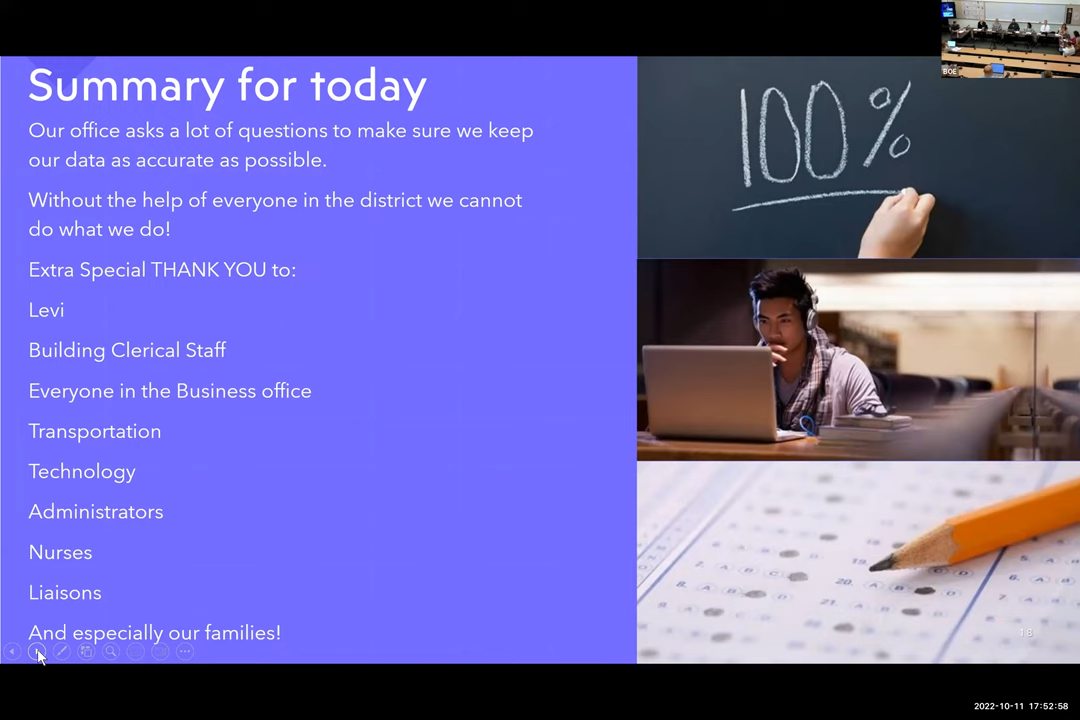 BOE
Summary for today
Our office asks a lot of questions to make sure we keep
our data as accurate as possible.
Without the help of everyone in the district we cannot
do what we do!
Extra Special THANK YOU to:
Levi
Building Clerical Staff
Everyone in the Business office
Transportation
Technology
Administrators
Nurses
Liaisons
And especially our families!
100%
18
2022-10-11 17:52:58